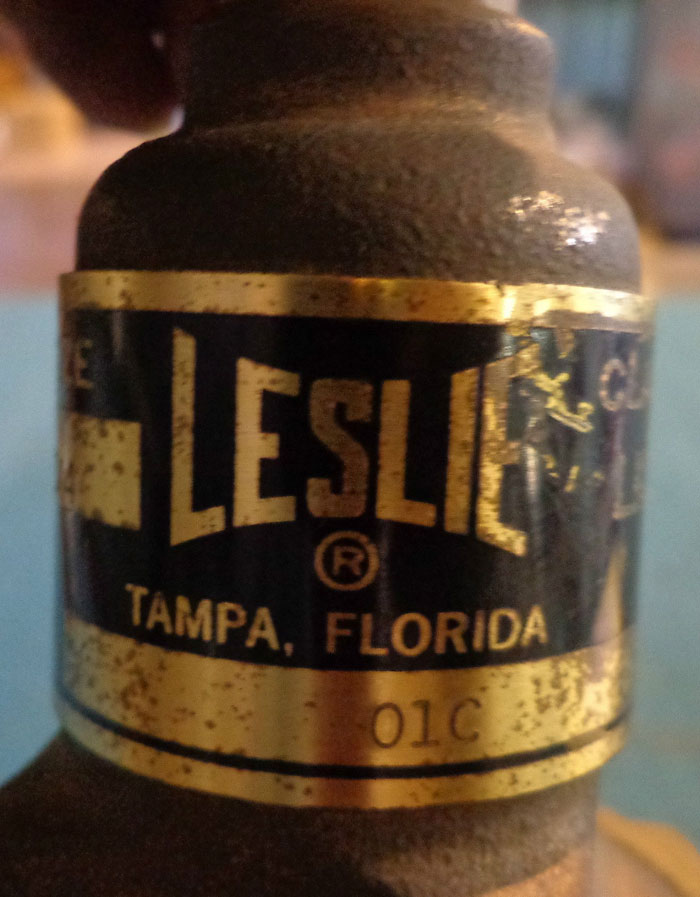 LESLIE
®
TAMPA, FLORIDA
01C